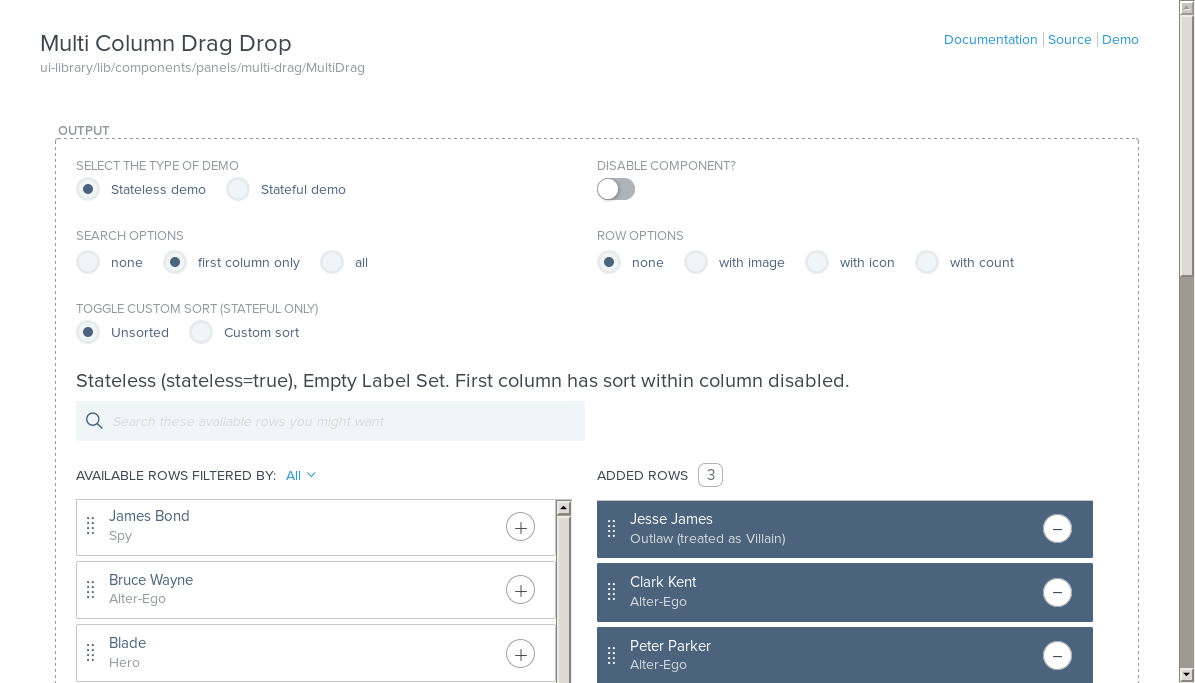 Multi Column Drag Drop
Documentation Source Demo
ui-library/lib/components/panels/multi-drag/MultiDrag
OUTPUT
SELECT THE TYPE OF DEMO
Stateless demo Stateful demo
DISABLE COMPONENT?
SEARCH OPTIONS
none first column only all
ROW OPTIONS
none with image with icon with count
TOGGLE CUSTOM SORT (STATEFUL ONLY)
Unsorted Custom sort
Stateless (stateless=true), Empty Label Set. First column has sort within column disabled.
Search these available rows you might want
AVAILABLE ROWS FILTERED BY: All
James Bond
Spy
Bruce Wayne
Alter-Ego
Blade
Hero
ADDED ROWS 3
Jesse James
Outlaw (treated as Villain)
Clark Kent
Alter-Ego
Peter Parker
Alter-Ego